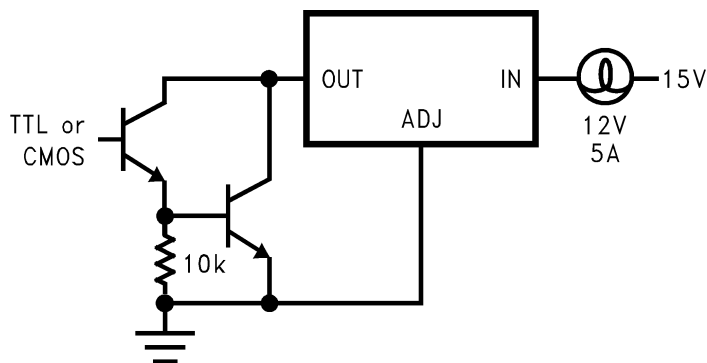 OUT
IN
15V
ADJ
12V
5A
TTL or
CMOS
10k